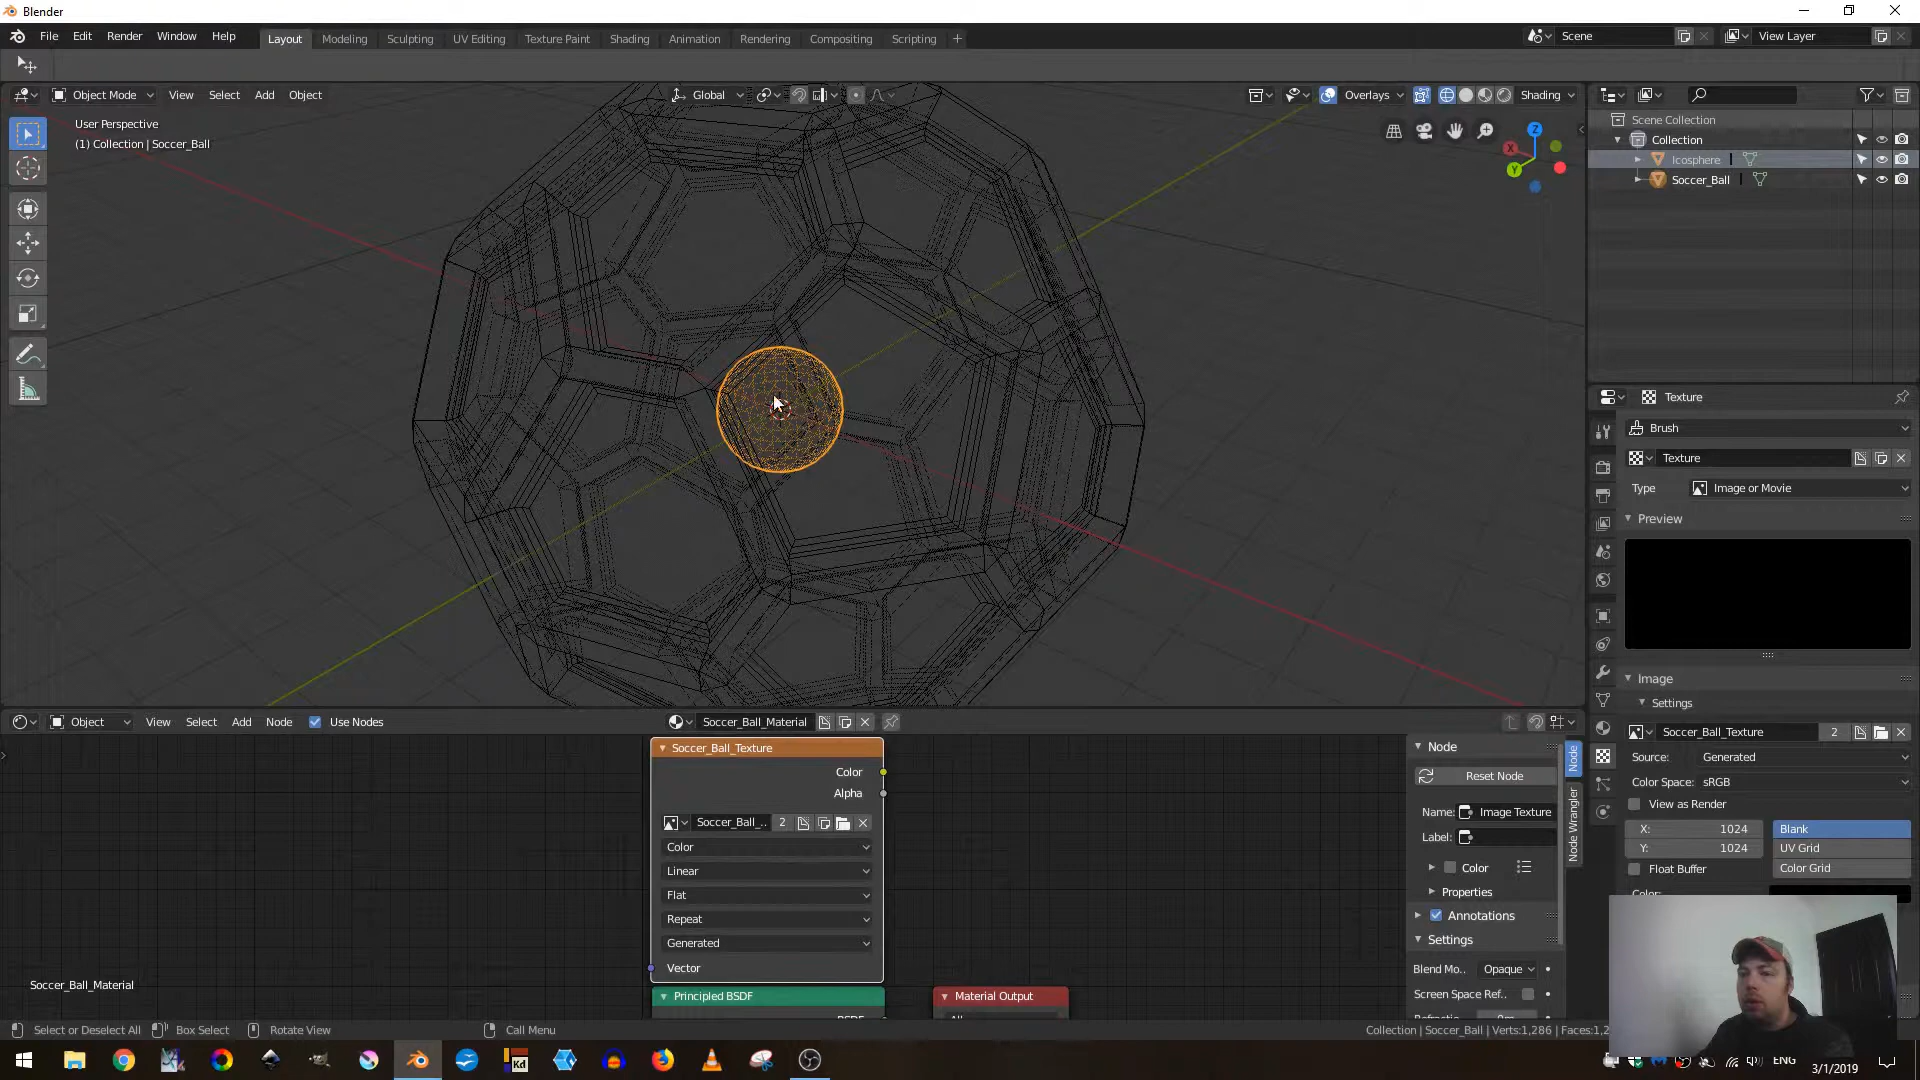 Blender
File Edit Render Window Help
Layout Modeling Sculpting UV Editing Texture Paint Shading Animation Rendering Compositing Scripting +
Scene
View Layer
Object Mode View Select Add Object
Global
Overlays
Shading
User Perspective
(1) Collection | Soccer_Ball
Z
X
Y
Scene Collection
Collection
Icosphere
Soccer_Ball
Texture
Brush
Texture
Type Image or Movie
Preview
Image
Settings
Soccer_Ball_Texture 2
Source: Generated
Color Space: sRGB
View as Render
X: 1024
Y: 1024
Blank
UV Grid
Color Grid
Float Buffer
Object View Select Add Node Use Nodes
Soccer_Ball_Material
Soccer_Ball_Texture
Color
Alpha
Soccer_Ball_.. 2
Color
Linear
Flat
Repeat
Generated
Vector
Principled BSDF
Material Output
Soccer_Ball_Material
Node
Reset Node
Name: Image Texture
Label:
Color
Properties
Annotations
Settings
Blend Mo.. Opaque
Screen Space Ref..
Node
Node Wrangler
Select or Deselect All Box Select Rotate View Call Menu
Collection | Soccer_Ball | Verts:1,286 | Faces:1,2
Kd
ENG
3/1/2019